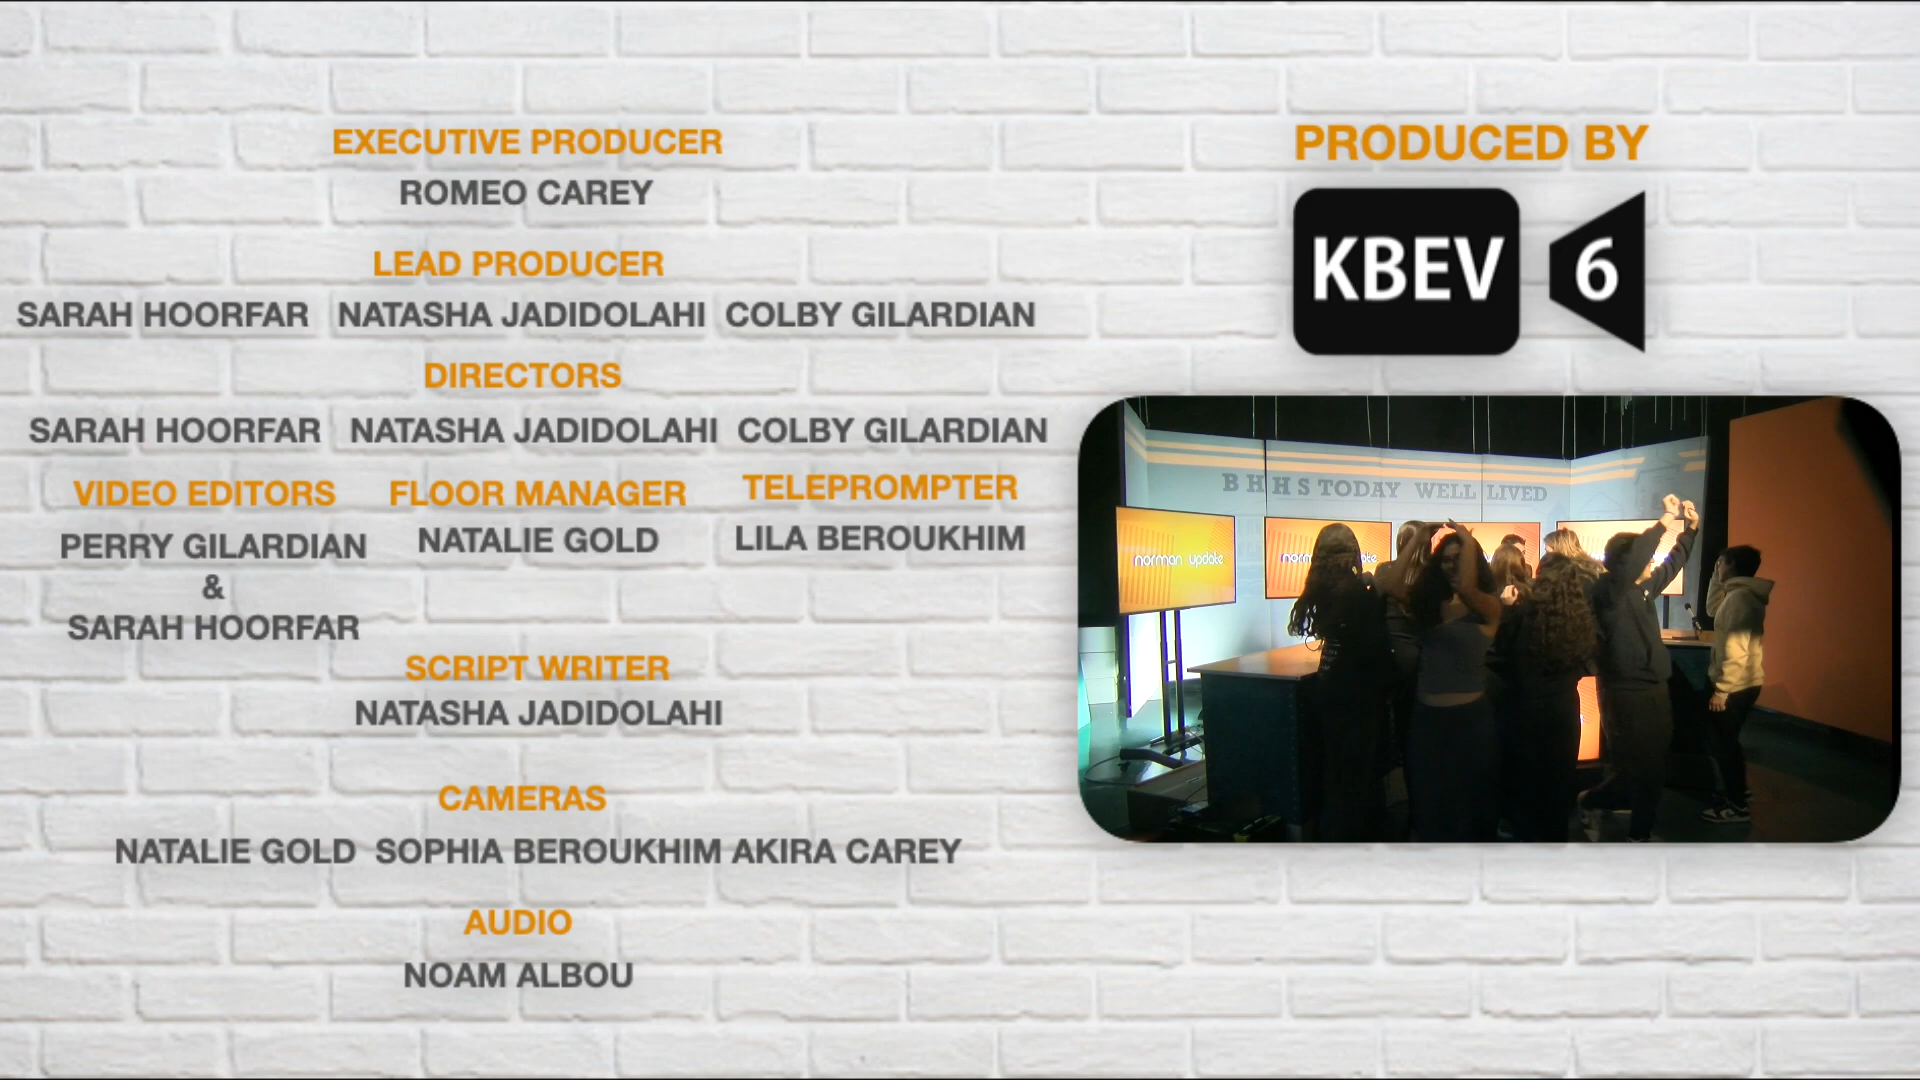 EXECUTIVE PRODUCER
ROMEO CAREY
LEAD PRODUCER
SARAH HOORFAR NATASHA JADIDOLAHI COLBY GILARDIAN
DIRECTORS
SARAH HOORFAR NATASHA JADIDOLAHI COLBY GILARDIAN
VIDEO EDITORS
PERRY GILARDIAN
&
SARAH HOORFAR
FLOOR MANAGER
NATALIE GOLD
TELEPROMPTER
LILA BEROUKHIM
SCRIPT WRITER
NATASHA JADIDOLAHI
CAMERAS
NATALIE GOLD SOPHIA BEROUKHIM AKIRA CAREY
AUDIO
NOAM ALBOU
PRODUCED BY
KBEV 6
BHHS TODAY WELL LIVED
norman update